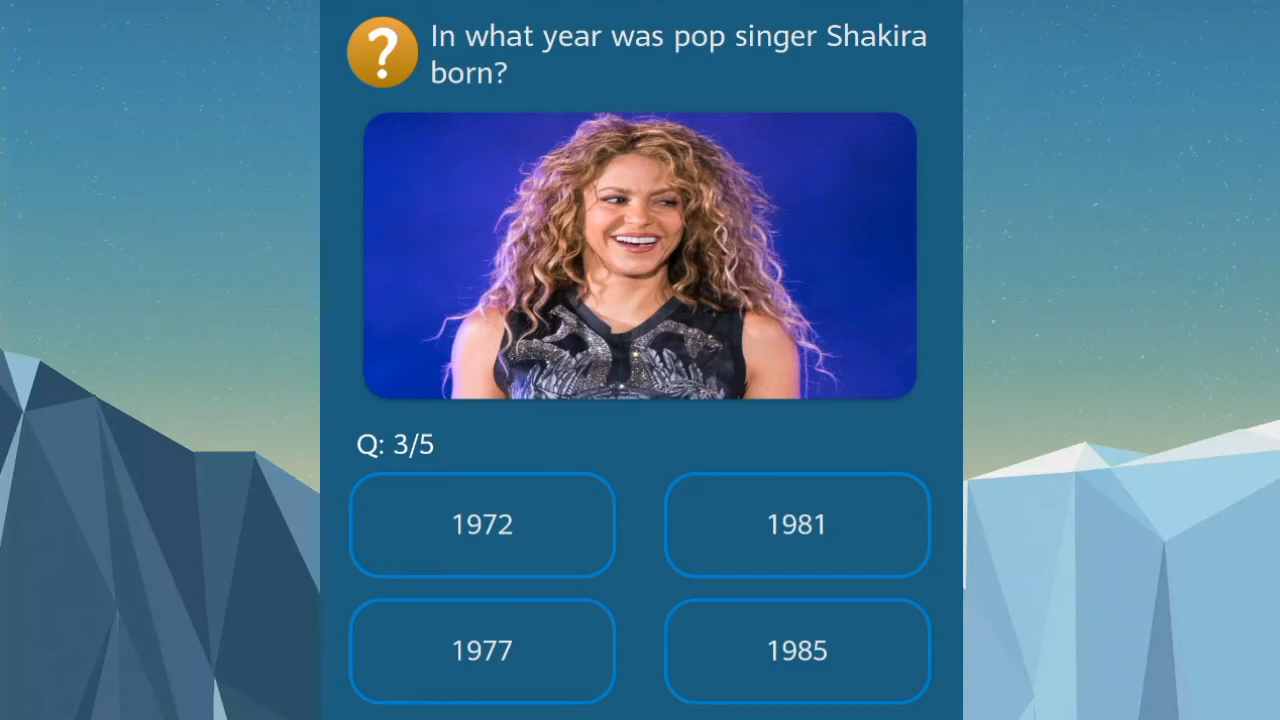 ?
In what year was pop singer Shakira
born?
Q: 3/5
1972
1981
1977
1985